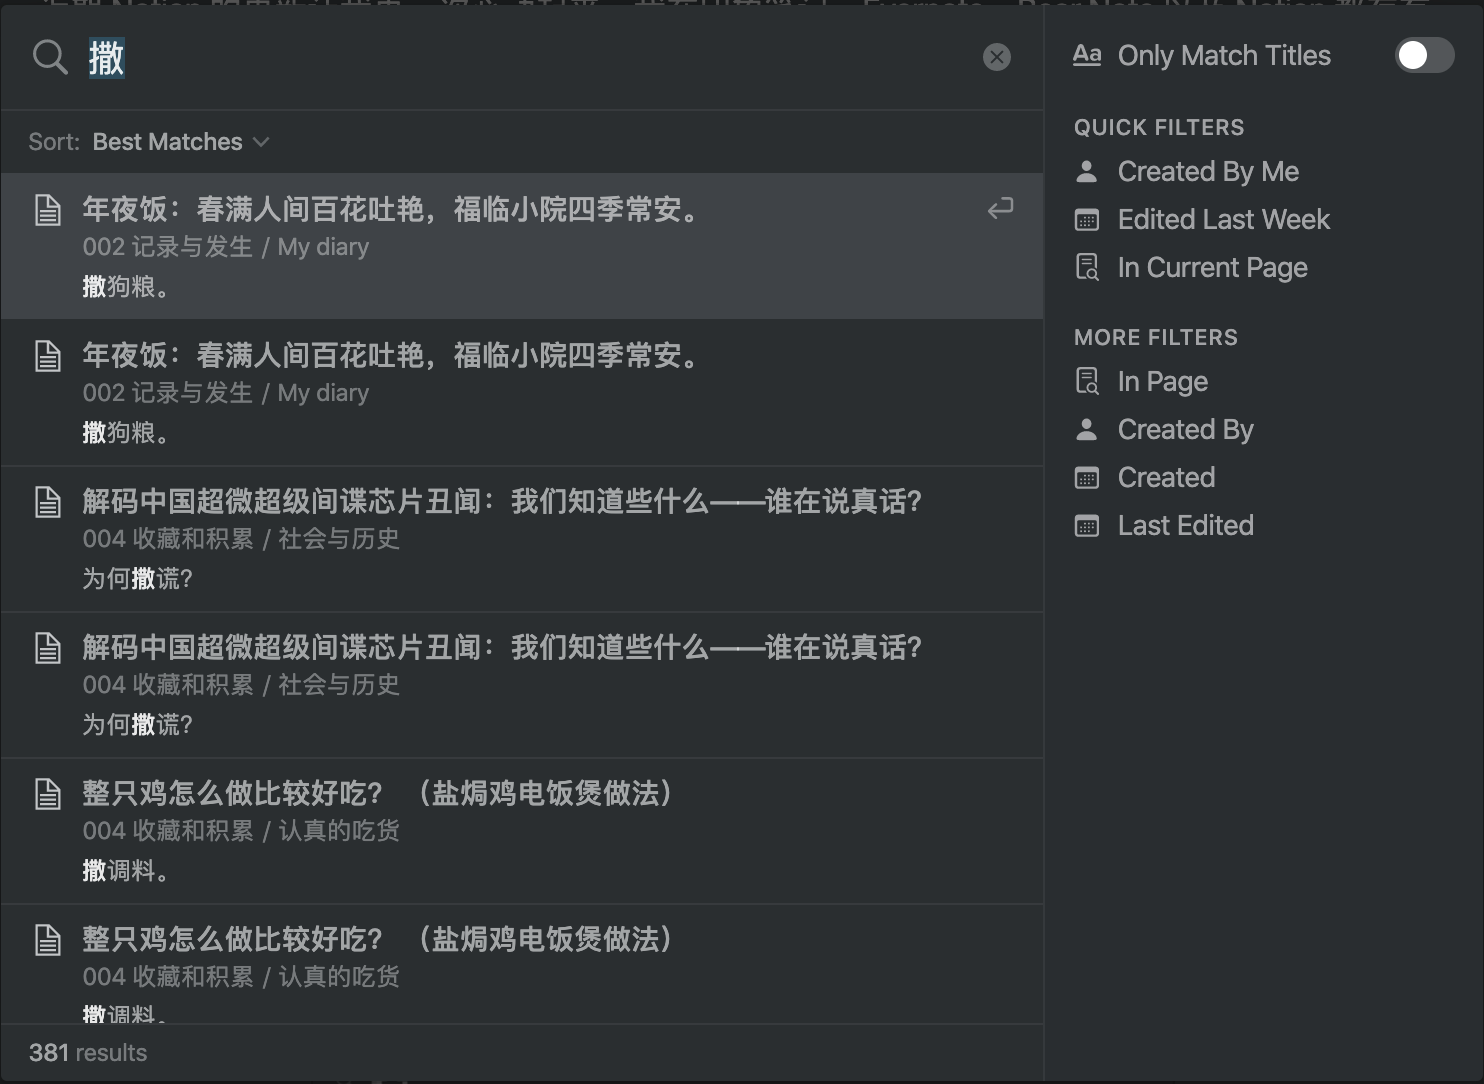 撒
Sort: Best Matches
年夜饭：春满人间百花吐艳，福临小院四季常安。
002 记录与发生 / My diary
撒狗粮。
年夜饭：春满人间百花吐艳，福临小院四季常安。
002 记录与发生 / My diary
撒狗粮。
解码中国超微超级间谍芯片丑闻：我们知道些什么——谁在说真话？
004 收藏和积累 / 社会与历史
为何撒谎？
解码中国超微超级间谍芯片丑闻：我们知道些什么——谁在说真话？
004 收藏和积累 / 社会与历史
为何撒谎？
整只鸡怎么做比较好吃？（盐焗鸡电饭煲做法）
004 收藏和积累 / 认真的吃货
撒调料。
整只鸡怎么做比较好吃？（盐焗鸡电饭煲做法）
004 收藏和积累 / 认真的吃货
撒调料。
381 results
Aa Only Match Titles
QUICK FILTERS
Created By Me
Edited Last Week
In Current Page
MORE FILTERS
In Page
Created By
Created
Last Edited